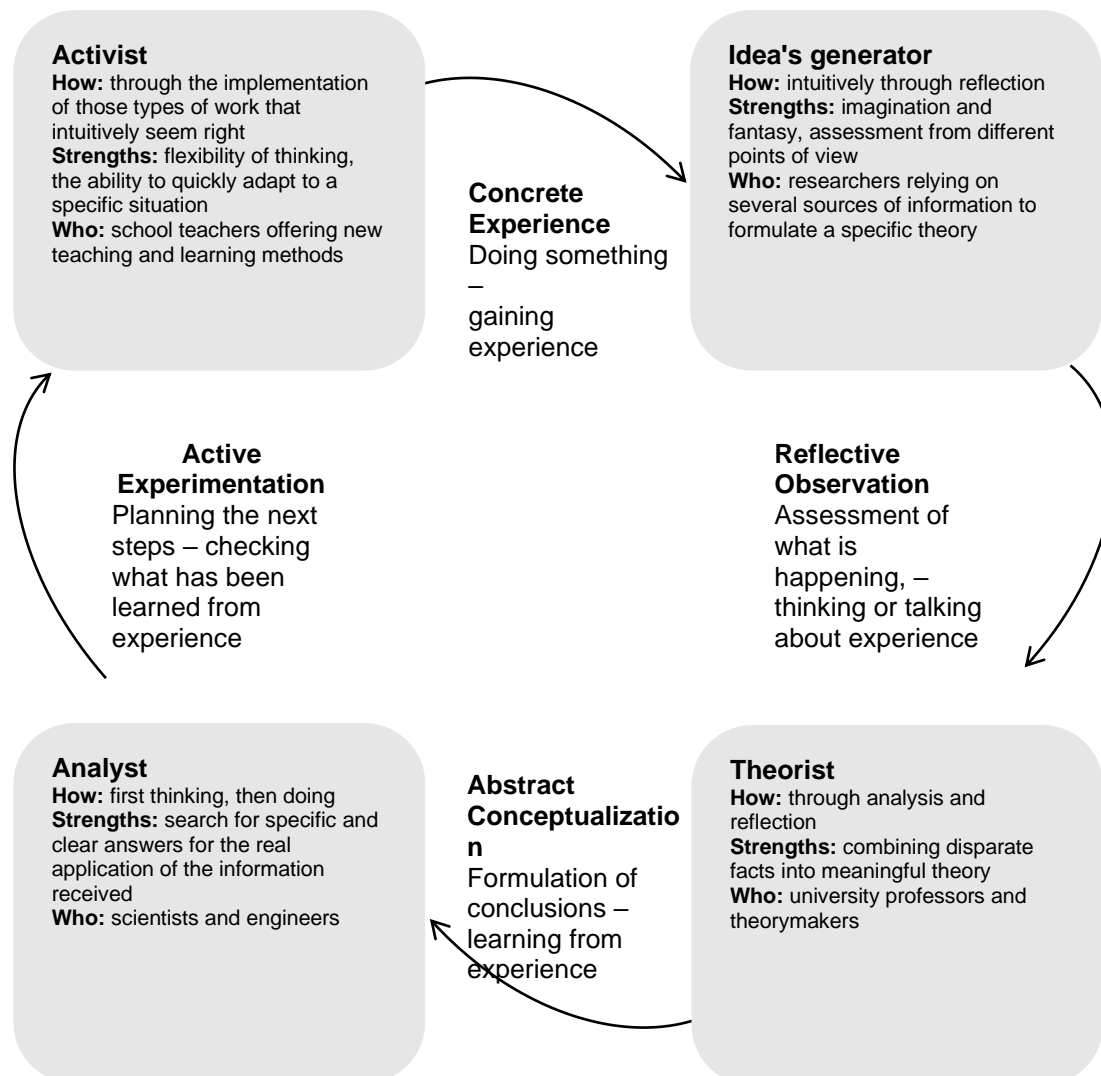 Activist
How: through the implementation
of those types of work that
intuitively seem right
Strengths: flexibility of thinking,
the ability to quickly adapt to a
specific situation
Who: school teachers offering new
teaching and learning methods
Concrete
Experience
Doing something
–
gaining
experience
Idea's generator
How: intuitively through reflection
Strengths: imagination and
fantasy, assessment from different
points of view
Who: researchers relying on
several sources of information to
formulate a specific theory
Active
Experimentation
Planning the next
steps – checking
what has been
learned from
experience
Reflective
Observation
Assessment of
what is
happening, –
thinking or talking
about experience
Analyst
How: first thinking, then doing
Strengths: search for specific and
clear answers for the real
application of the information
received
Who: scientists and engineers
Abstract
Conceptualizatio
n
Formulation of
conclusions –
learning from
experience
Theorist
How: through analysis and
reflection
Strengths: combining disparate
facts into meaningful theory
Who: university professors and
theorymakers